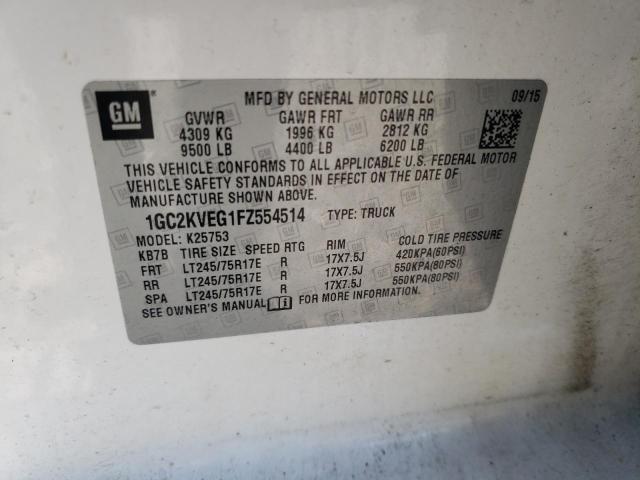 GM
MFD BY GENERAL MOTORS LLC 09/15
GVWR GAWR FRT GAWR RR
4309 KG 1996 KG 2812 KG
9500 LB 4400 LB 6200 LB
THIS VEHICLE CONFORMS TO ALL APPLICABLE U.S. FEDERAL MOTOR
VEHICLE SAFETY STANDARDS IN EFFECT ON THE DATE OF
MANUFACTURE SHOWN ABOVE.
1GC2KVEG1FZ554514 TYPE: TRUCK
MODEL: K25753
KB7B TIRE SIZE SPEED RTG RIM COLD TIRE PRESSURE
FRT LT245/75R17E R 17X7.5J 420KPA(60PSI)
RR LT245/75R17E R 17X7.5J 550KPA(80PSI)
SPA LT245/75R17E R 17X7.5J 550KPA(80PSI)
SEE OWNER'S MANUAL FOR MORE INFORMATION.